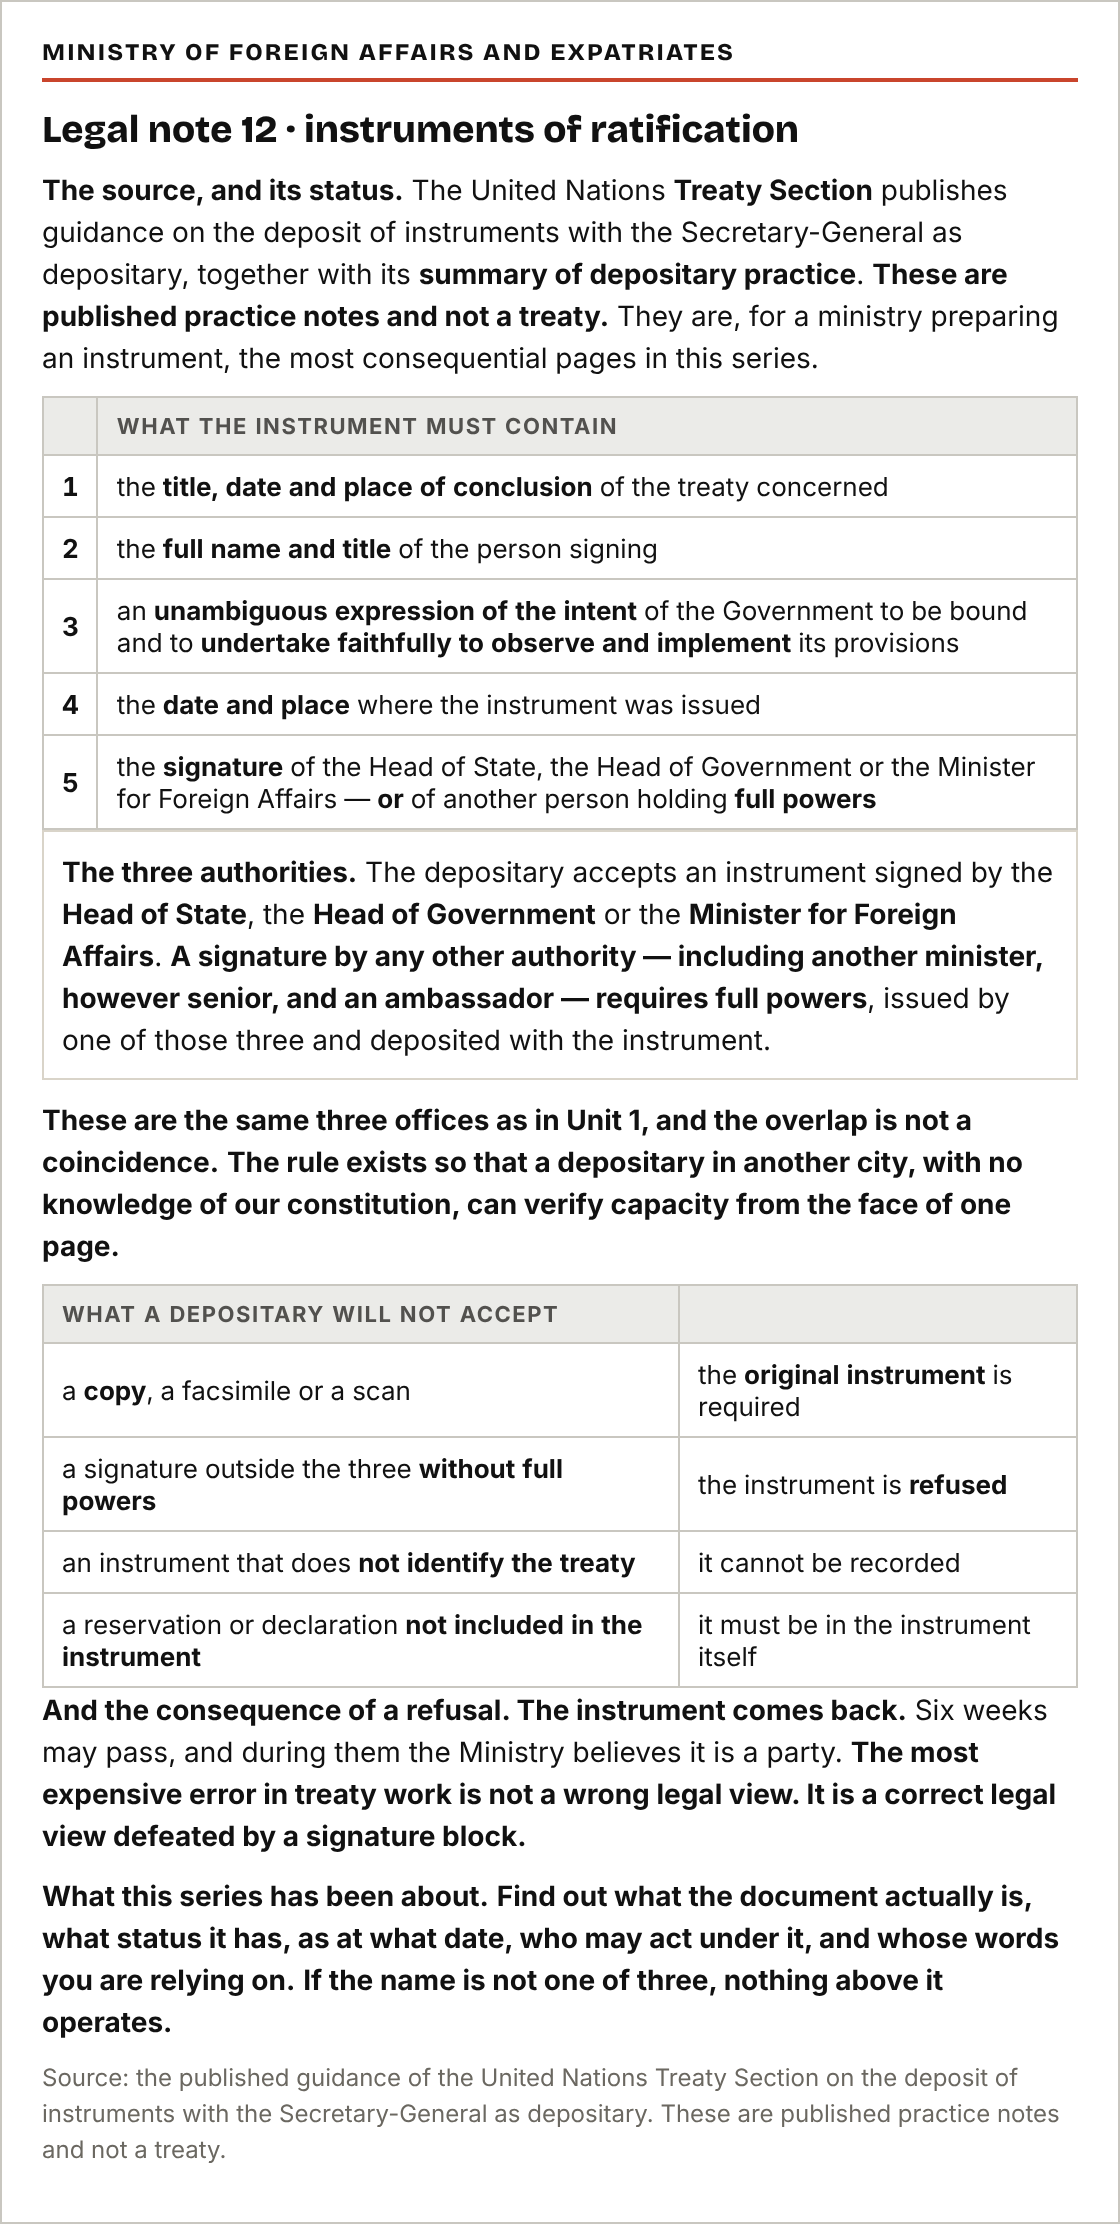 MINISTRY OF FOREIGN AFFAIRS AND EXPATRIATES
Legal note 12 · instruments of ratification
The source, and its status. The United Nations Treaty Section publishes
guidance on the deposit of instruments with the Secretary-General as
depositary, together with its summary of depositary practice. These are
published practice notes and not a treaty. They are, for a ministry preparing
an instrument, the most consequential pages in this series.
WHAT THE INSTRUMENT MUST CONTAIN
1 the title, date and place of conclusion of the treaty concerned
2 the full name and title of the person signing
3 an unambiguous expression of the intent of the Government to be bound
and to undertake faithfully to observe and implement its provisions
4 the date and place where the instrument was issued
5 the signature of the Head of State, the Head of Government or the Minister
for Foreign Affairs — or of another person holding full powers
The three authorities. The depositary accepts an instrument signed by the
Head of State, the Head of Government or the Minister for Foreign
Affairs. A signature by any other authority — including another minister,
however senior, and an ambassador — requires full powers, issued by
one of those three and deposited with the instrument.
These are the same three offices as in Unit 1, and the overlap is not a
coincidence. The rule exists so that a depositary in another city, with no
knowledge of our constitution, can verify capacity from the face of one
page.
WHAT A DEPOSITARY WILL NOT ACCEPT
a copy, a facsimile or a scan
the original instrument is
required
a signature outside the three without full
powers
the instrument is refused
an instrument that does not identify the treaty
it cannot be recorded
a reservation or declaration not included in the
instrument
it must be in the instrument
itself
And the consequence of a refusal. The instrument comes back. Six weeks
may pass, and during them the Ministry believes it is a party. The most
expensive error in treaty work is not a wrong legal view. It is a correct legal
view defeated by a signature block.
What this series has been about. Find out what the document actually is,
what status it has, as at what date, who may act under it, and whose words
you are relying on. If the name is not one of three, nothing above it
operates.
Source: the published guidance of the United Nations Treaty Section on the deposit of
instruments with the Secretary-General as depositary. These are published practice notes
and not a treaty.